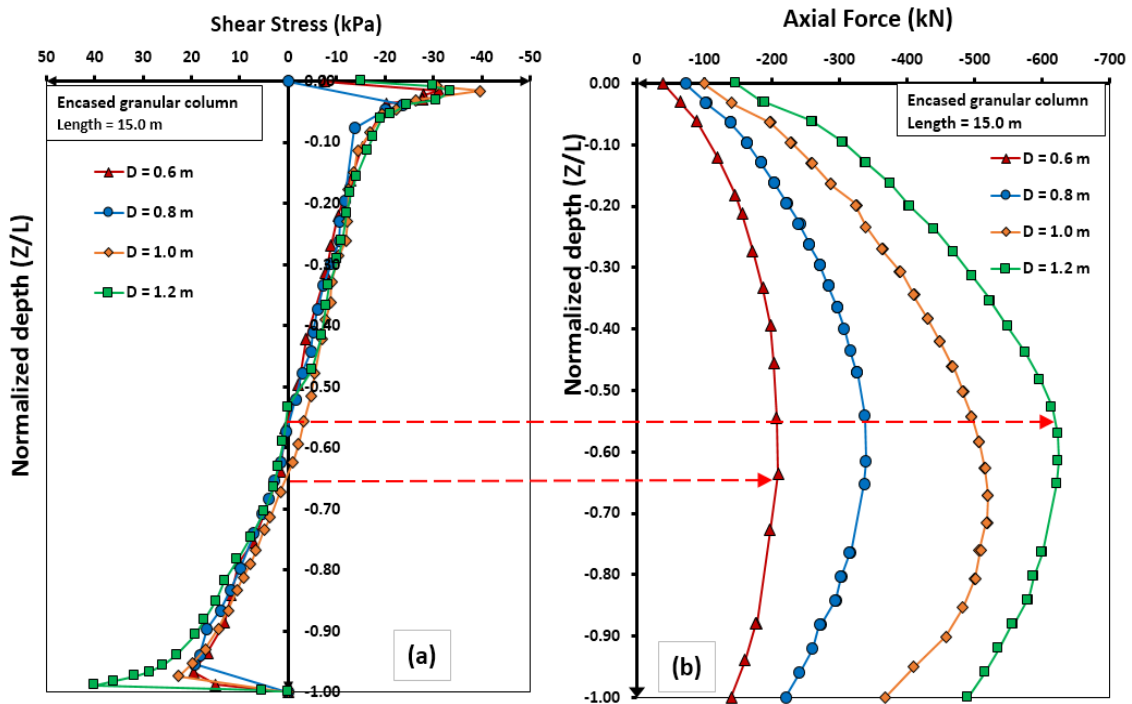 Shear Stress (kPa)
50 40 30 20 10 0 -10 -20 -30 -40 -50
Normalized depth (Z/L)
0.00
-0.10
-0.20
-0.30
-0.40
-0.50
-0.60
-0.70
-0.80
-0.90
-1.00
Encased granular column
Length = 15.0 m
D = 0.6 m
D = 0.8 m
D = 1.0 m
D = 1.2 m
(a)
Axial Force (kN)
0 -100 -200 -300 -400 -500 -600 -700
Normalized depth (Z/L)
0.00
-0.10
-0.20
-0.30
-0.40
-0.50
-0.60
-0.70
-0.80
-0.90
-1.00
Encased granular column
Length = 15.0 m
D = 0.6 m
D = 0.8 m
D = 1.0 m
D = 1.2 m
(b)